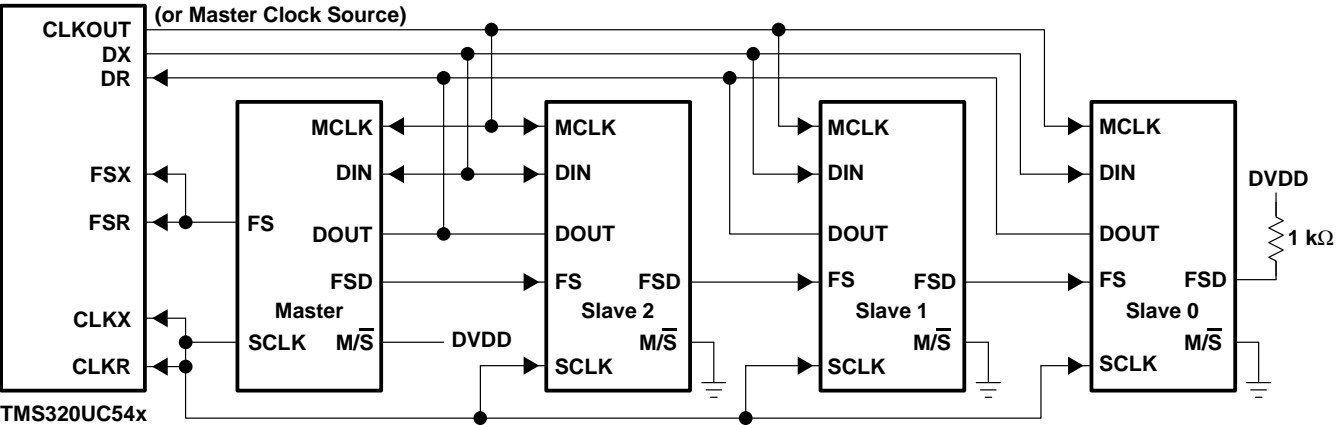 (or Master Clock Source)
CLKOUT
DX
DR
FSX
FSR
CLKX
CLKR
TMS320UC54x
MCLK
DIN
FS
DOUT
FSD
Master
SCLK
M/S̅
DVDD
MCLK
DIN
DOUT
FS
FSD
Slave 2
M/S̅
SCLK
MCLK
DIN
DOUT
FS
FSD
Slave 1
M/S̅
SCLK
MCLK
DIN
DOUT
FS
FSD
Slave 0
M/S̅
SCLK
DVDD
1 kΩ